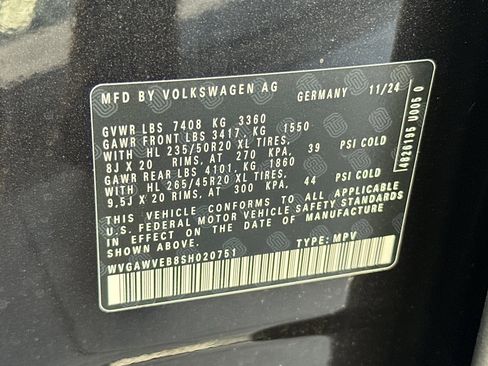 MFD BY VOLKSWAGEN AG GERMANY 11/24
GVWR LBS 7408 KG 3360
GAWR FRONT LBS 3417, KG 1550
WITH HL 235/50R20 XL TIRES,
8J X 20 RIMS, AT 270 KPA, 39 PSI COLD
GAWR REAR LBS 4101, KG 1860
WITH HL 265/45R20 XL TIRES,
9.5J X 20 RIMS, AT 300 KPA, 44 PSI COLD
THIS VEHICLE CONFORMS TO ALL APPLICABLE
U.S. FEDERAL MOTOR VEHICLE SAFETY STANDARDS
IN EFFECT ON THE DATE OF MANUFACTURE
SHOWN ABOVE.
WVGAWVEB8SH020751 TYPE: MPV
4826195 U005 0